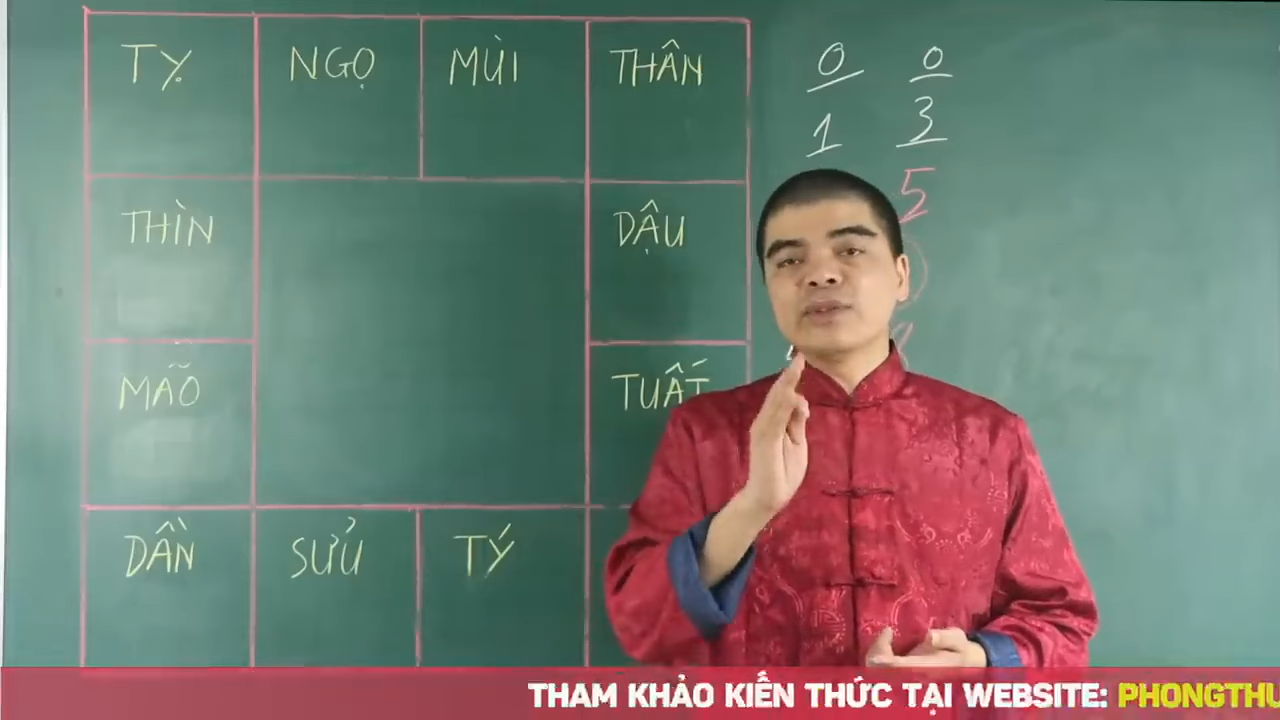 TỴ NGỌ MÙI THÂN
THÌN DẬU
MÃO TUẤT
DẦN SỬU TÝ
0 0
1 3
5
THAM KHẢO KIẾN THỨC TẠI WEBSITE: PHONGTHU